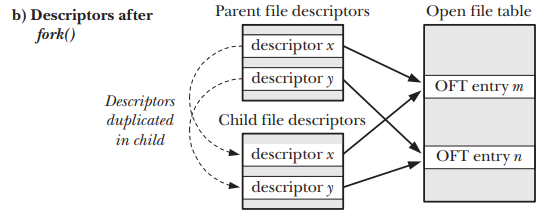 b) Descriptors after
fork()
Parent file descriptors
Open file table
descriptor x
descriptor y
OFT entry m
Descriptors
duplicated
in child
Child file descriptors
descriptor x
descriptor y
OFT entry n